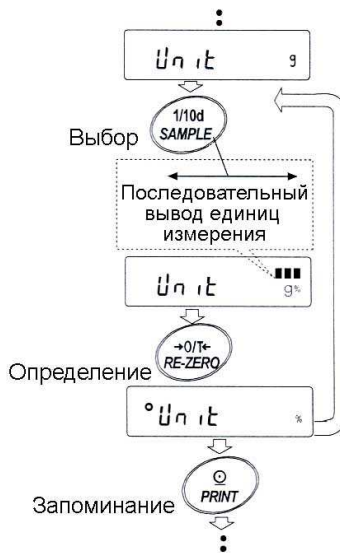 Unit g
1/10d
SAMPLE
Выбор
Последовательный
вывод единиц
измерения
Unit g%
→0/T←
RE-ZERO
Определение
°Unit %
PRINT
Запоминание